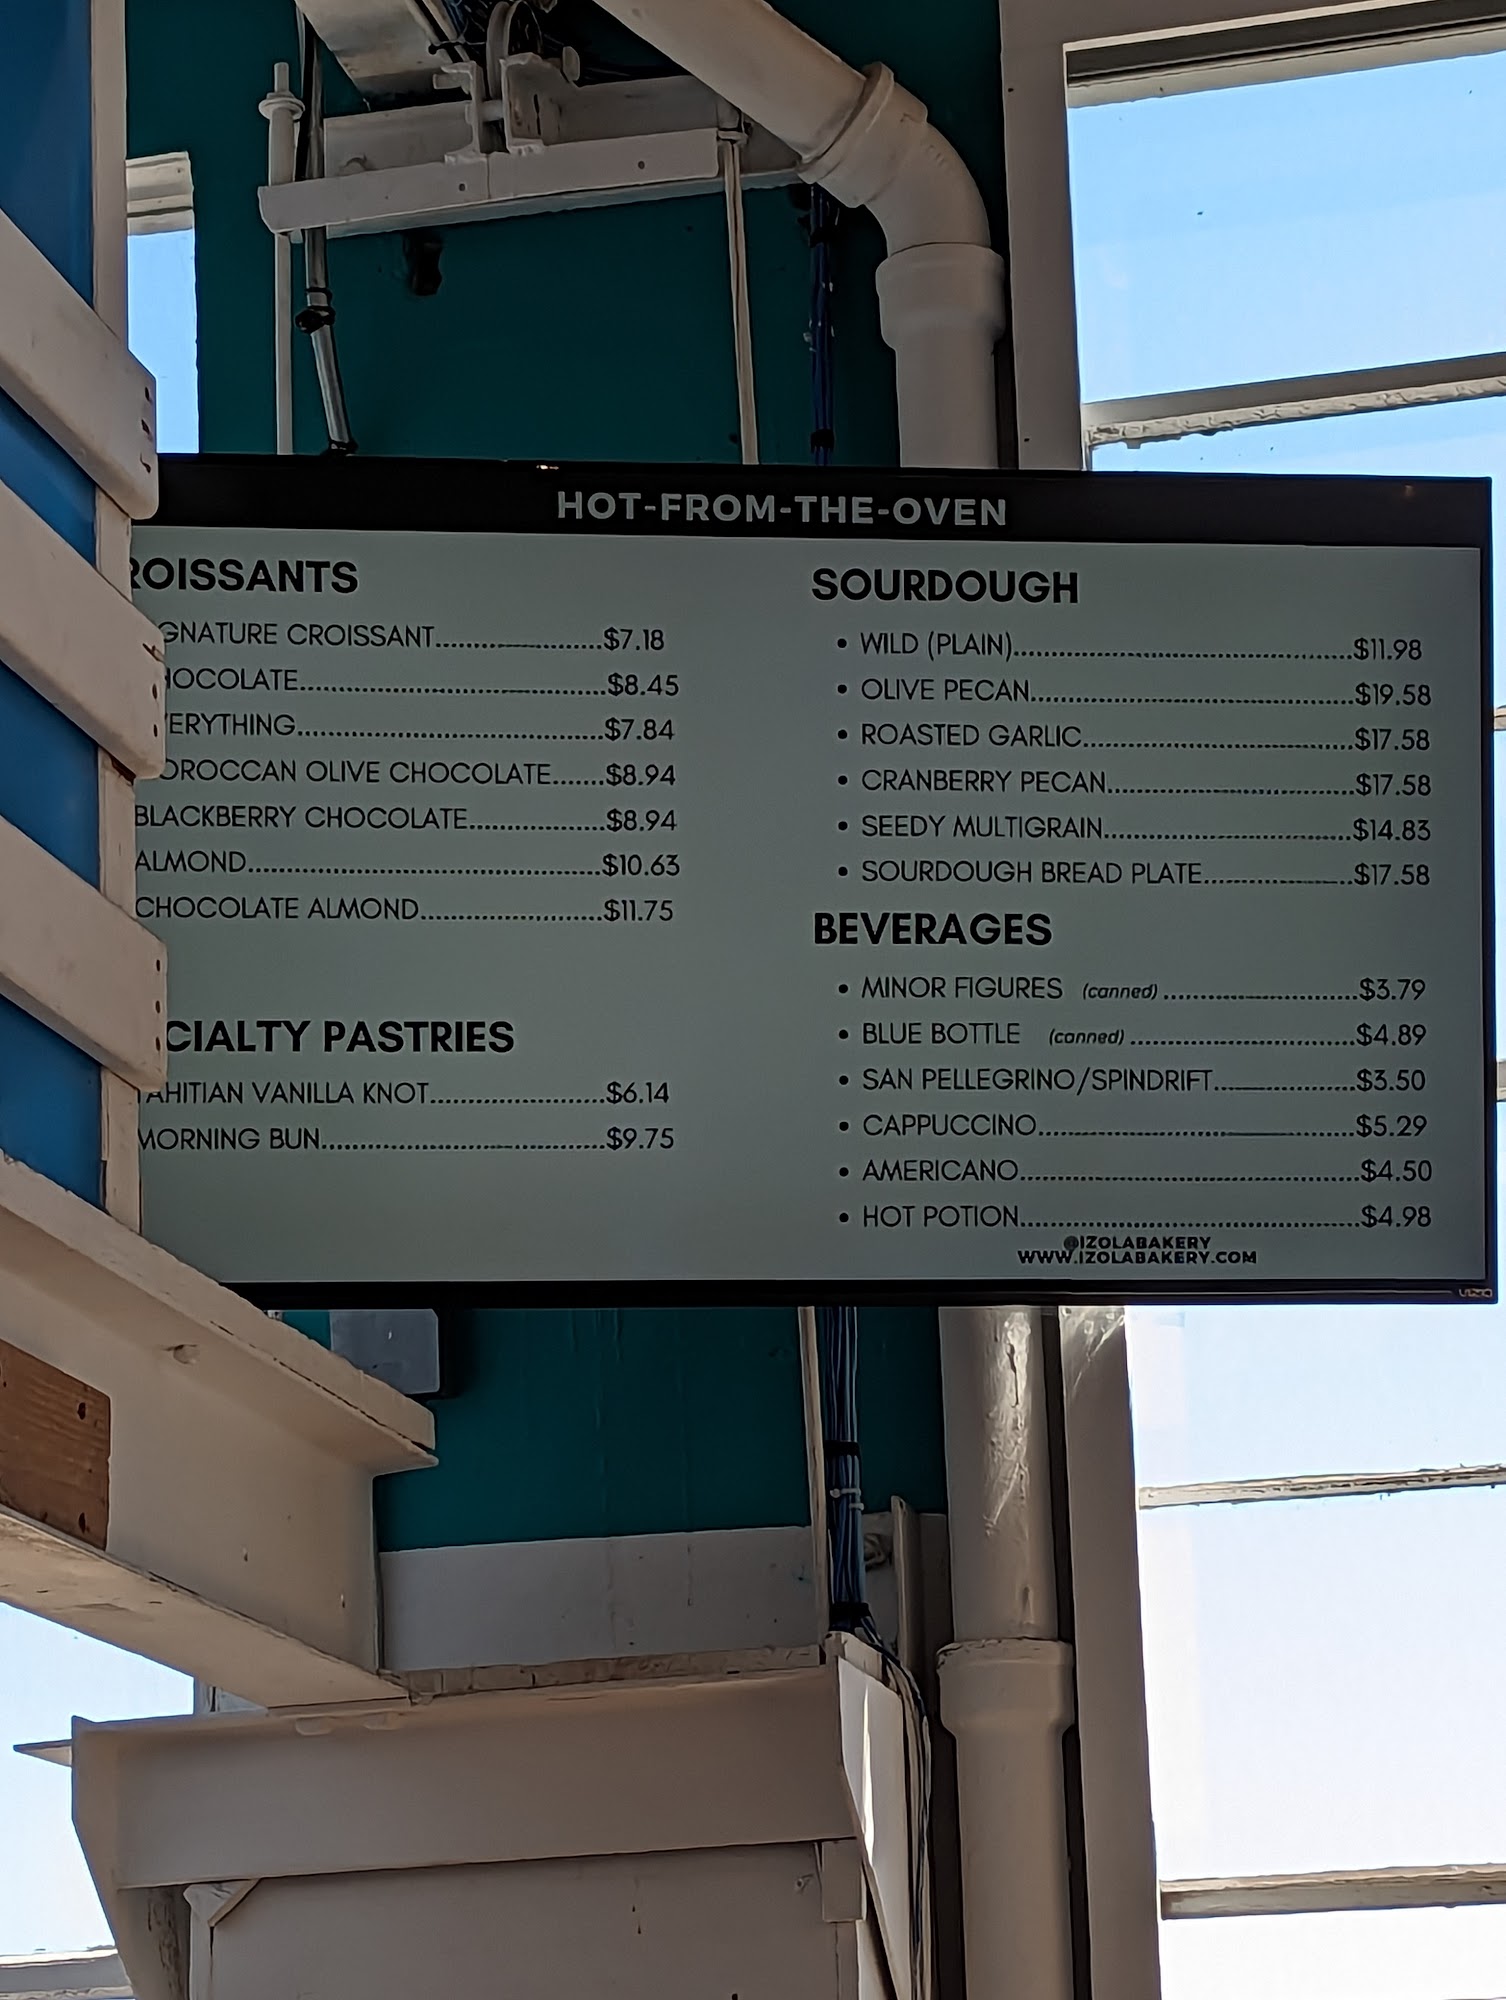 HOT-FROM-THE-OVEN
ROISSANTS
GNATURE CROISSANT....................$7.18
HOCOLATE....................$8.45
VERYTHING....................$7.84
OROCCAN OLIVE CHOCOLATE.......$8.94
BLACKBERRY CHOCOLATE....................$8.94
ALMOND....................$10.63
CHOCOLATE ALMOND....................$11.75
CIALTY PASTRIES
AHITIAN VANILLA KNOT....................$6.14
MORNING BUN....................$9.75
SOURDOUGH
• WILD (PLAIN)....................$11.98
• OLIVE PECAN....................$19.58
• ROASTED GARLIC....................$17.58
• CRANBERRY PECAN....................$17.58
• SEEDY MULTIGRAIN....................$14.83
• SOURDOUGH BREAD PLATE....................$17.58
BEVERAGES
• MINOR FIGURES (canned)....................$3.79
• BLUE BOTTLE (canned)....................$4.89
• SAN PELLEGRINO/SPINDRIFT....................$3.50
• CAPPUCCINO....................$5.29
• AMERICANO....................$4.50
• HOT POTION....................$4.98
@IZOLABAKERY
WWW.IZOLABAKERY.COM
VIZIO